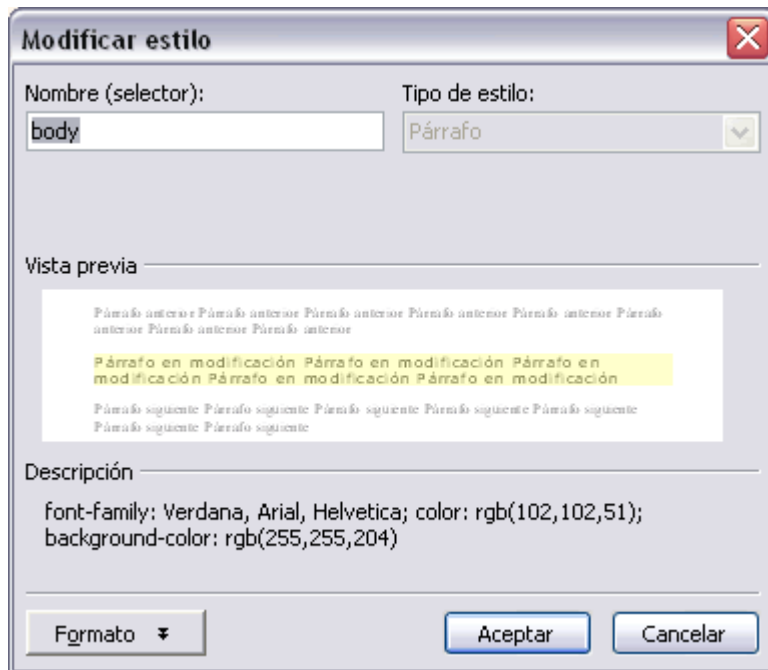 Modificar estilo
Nombre (selector):
Tipo de estilo:
body
Párrafo
Vista previa
Párrafo anterior Párrafo anterior Párrafo anterior Párrafo anterior Párrafo anterior Párrafo
anterior Párrafo anterior Párrafo anterior
Párrafo en modificación Párrafo en modificación Párrafo en
modificación Párrafo en modificación Párrafo en modificación
Párrafo siguiente Párrafo siguiente Párrafo siguiente Párrafo siguiente Párrafo siguiente
Párrafo siguiente Párrafo siguiente
Descripción
font-family: Verdana, Arial, Helvetica; color: rgb(102,102,51);
background-color: rgb(255,255,204)
Formato
Aceptar
Cancelar